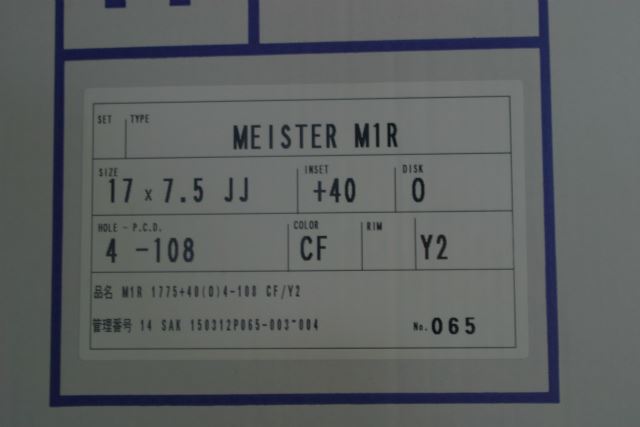 SET TYPE
MEISTER M1R
SIZE INSET DISK
17 x 7.5 JJ +40 O
HOLE - P.C.D. COLOR RIM
4 -108 CF Y2
品名 M1R 1775+40(O)4-108 CF/Y2
管理番号 14 SAK 150312P065-003~004 No. 065